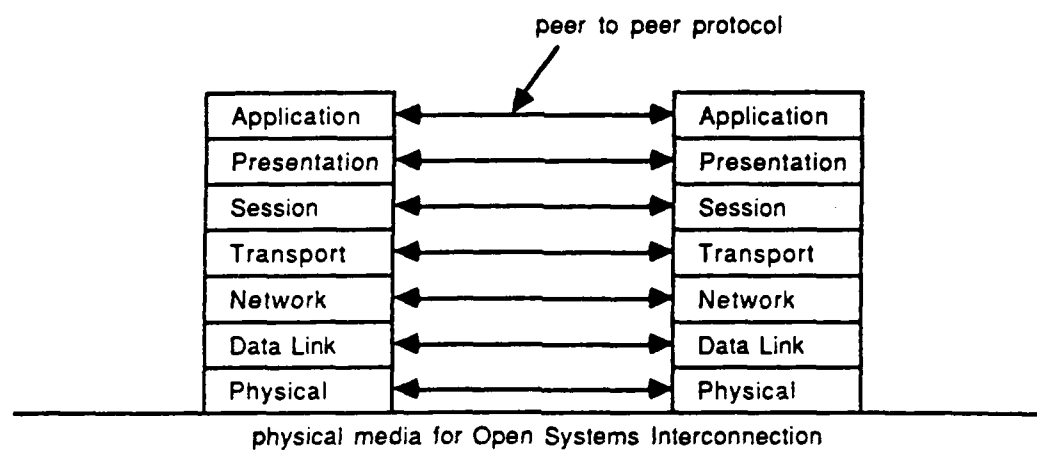 peer to peer protocol
Application
Application
Presentation
Presentation
Session
Session
Transport
Transport
Network
Network
Data Link
Data Link
Physical
Physical
physical media for Open Systems Interconnection